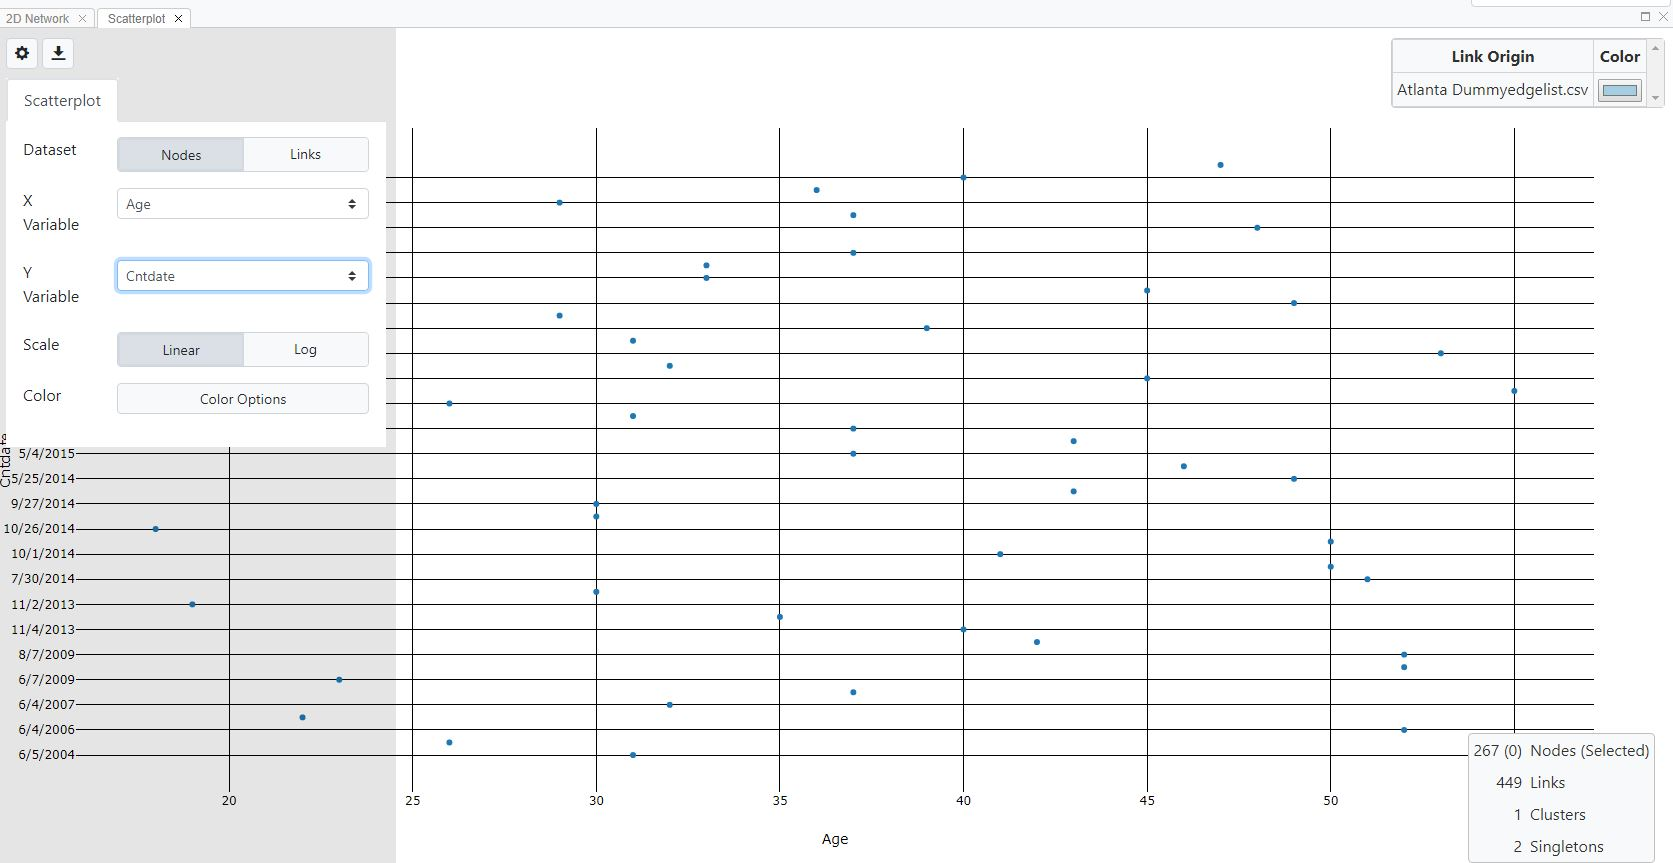 2D Network
Scatterplot
Link Origin Color
Atlanta Dummyedgelist.csv
Scatterplot
Dataset Nodes Links
X Variable Age
Y Variable Cntdate
Scale Linear Log
Color Color Options
Cntdate
5/4/2015
5/25/2014
9/27/2014
10/26/2014
10/1/2014
7/30/2014
11/2/2013
11/4/2013
8/7/2009
6/7/2009
6/4/2007
6/4/2006
6/5/2004
20 25 30 35 40 45 50
Age
267 (0) Nodes (Selected)
449 Links
1 Clusters
2 Singletons